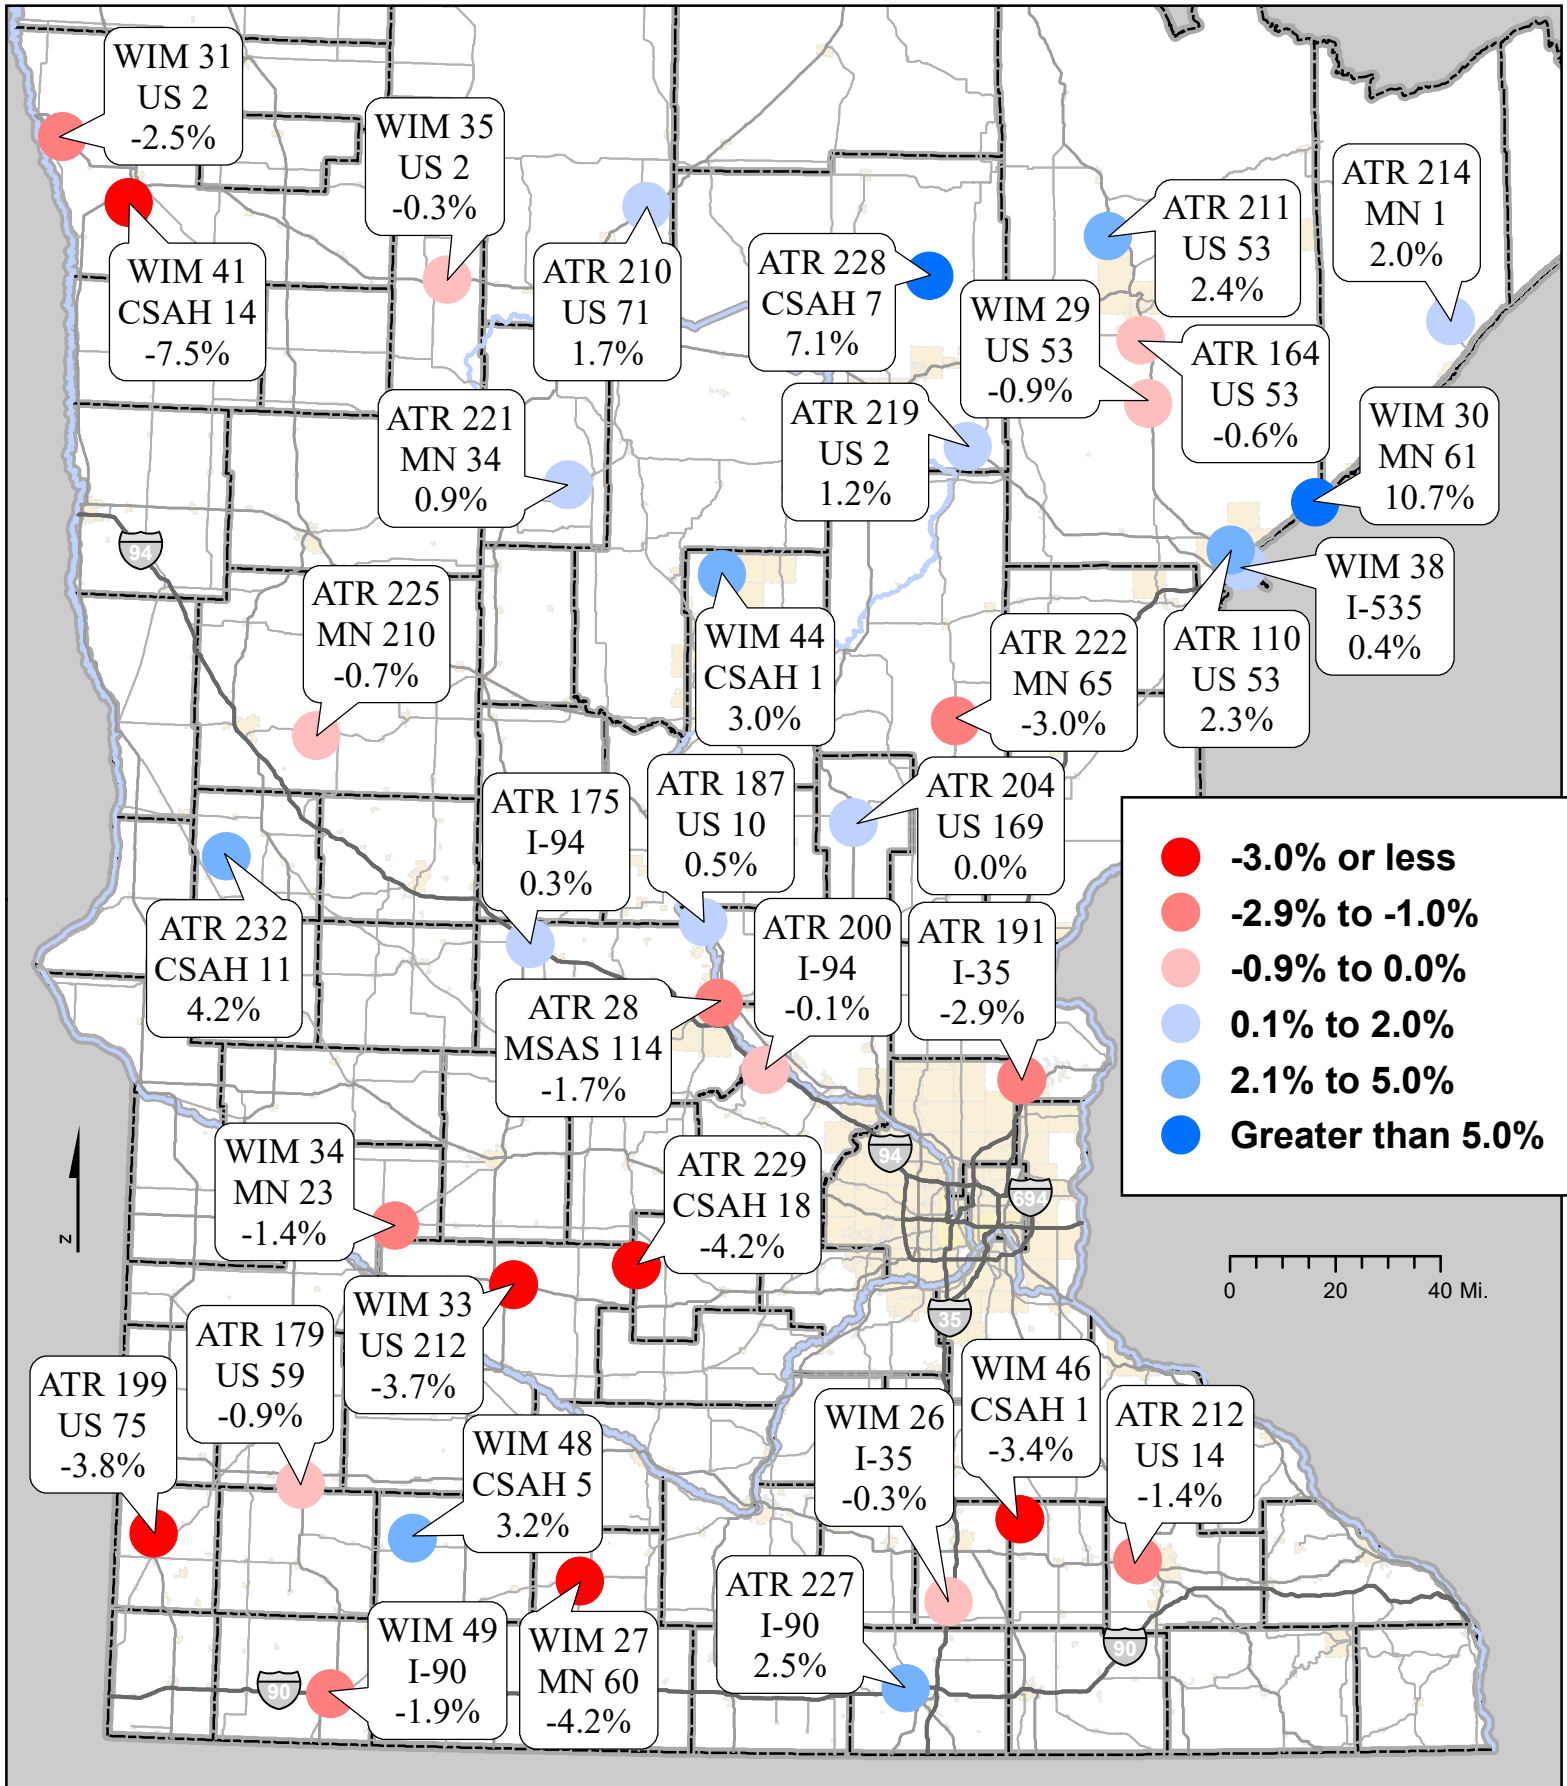 WIM 31
US 2
-2.5%
WIM 35
US 2
-0.3%
ATR 214
MN 1
2.0%
ATR 211
US 53
2.4%
WIM 41
CSAH 14
-7.5%
ATR 210
US 71
1.7%
ATR 228
CSAH 7
7.1%
WIM 29
US 53
-0.9%
ATR 164
US 53
-0.6%
ATR 221
MN 34
0.9%
ATR 219
US 2
1.2%
WIM 30
MN 61
10.7%
94
WIM 38
I-535
0.4%
ATR 225
MN 210
-0.7%
WIM 44
CSAH 1
3.0%
ATR 222
MN 65
-3.0%
ATR 110
US 53
2.3%
ATR 175
I-94
0.3%
ATR 187
US 10
0.5%
ATR 204
US 169
0.0%
ATR 232
CSAH 11
4.2%
ATR 28
MSAS 114
-1.7%
ATR 200
I-94
-0.1%
ATR 191
I-35
-2.9%
-3.0% or less
-2.9% to -1.0%
-0.9% to 0.0%
0.1% to 2.0%
2.1% to 5.0%
Greater than 5.0%
WIM 34
MN 23
-1.4%
ATR 229
CSAH 18
-4.2%
94
694
N
0 20 40 Mi.
WIM 33
US 212
-3.7%
35
ATR 179
US 59
-0.9%
ATR 199
US 75
-3.8%
WIM 48
CSAH 5
3.2%
WIM 26
I-35
-0.3%
WIM 46
CSAH 1
-3.4%
ATR 212
US 14
-1.4%
ATR 227
I-90
2.5%
WIM 49
I-90
-1.9%
WIM 27
MN 60
-4.2%
90
90